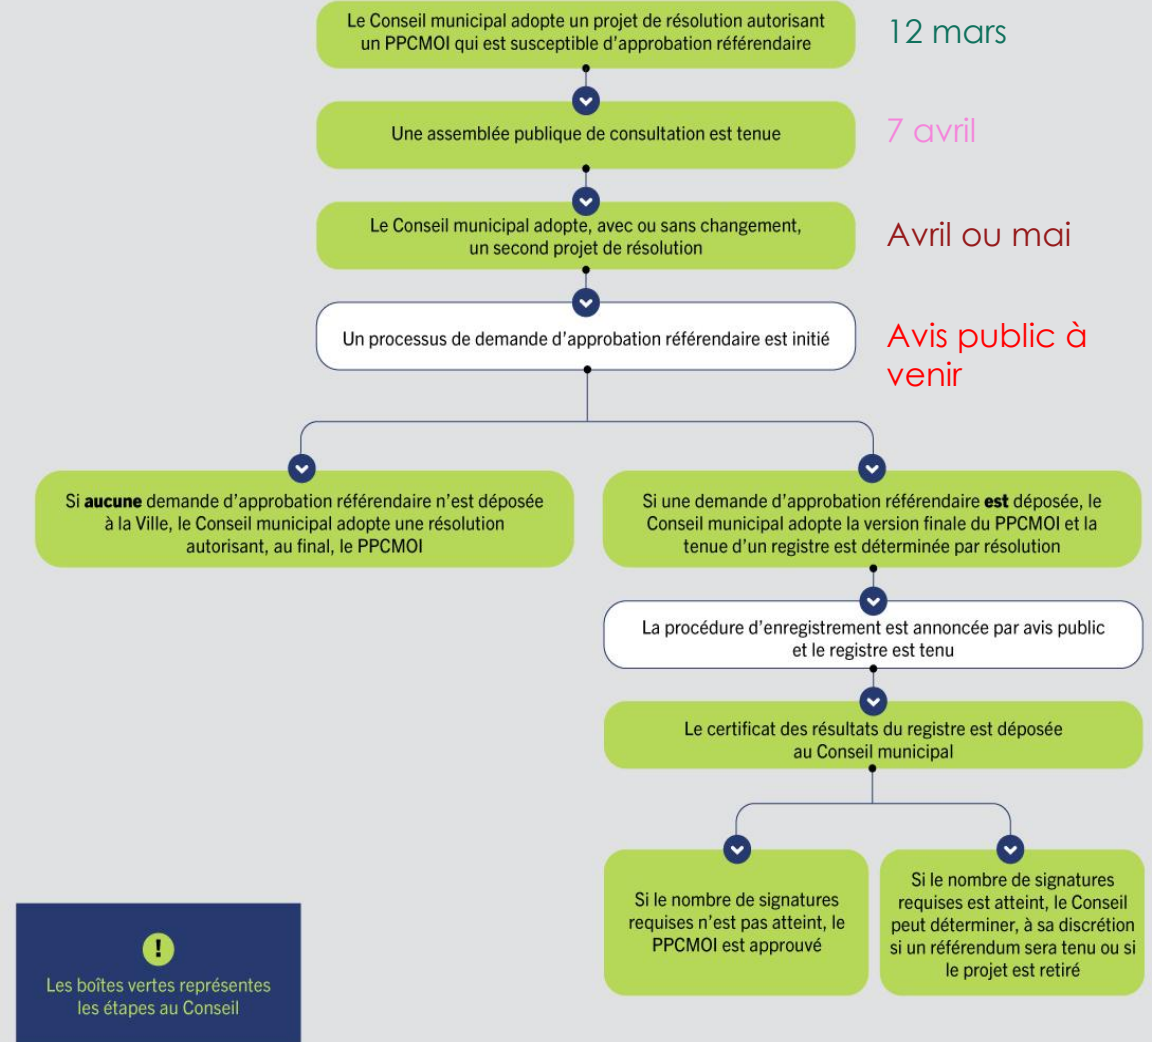 Le Conseil municipal adopte un projet de résolution autorisant
un PPCMOI qui est susceptible d'approbation référendaire
12 mars
Une assemblée publique de consultation est tenue
7 avril
Le Conseil municipal adopte, avec ou sans changement,
un second projet de résolution
Avril ou mai
Un processus de demande d'approbation référendaire est initié
Avis public à
venir
Si aucune demande d'approbation référendaire n'est déposée
à la Ville, le Conseil municipal adopte une résolution
autorisant, au final, le PPCMOI
Si une demande d'approbation référendaire est déposée, le
Conseil municipal adopte la version finale du PPCMOI et la
tenue d'un registre est déterminée par résolution
La procédure d'enregistrement est annoncée par avis public
et le registre est tenu
Le certificat des résultats du registre est déposée
au Conseil municipal
Si le nombre de signatures
requises n'est pas atteint, le
PPCMOI est approuvé
Si le nombre de signatures
requises est atteint, le Conseil
peut déterminer, à sa discrétion
si un référendum sera tenu ou si
le projet est retiré
!
Les boîtes vertes représentes
les étapes au Conseil